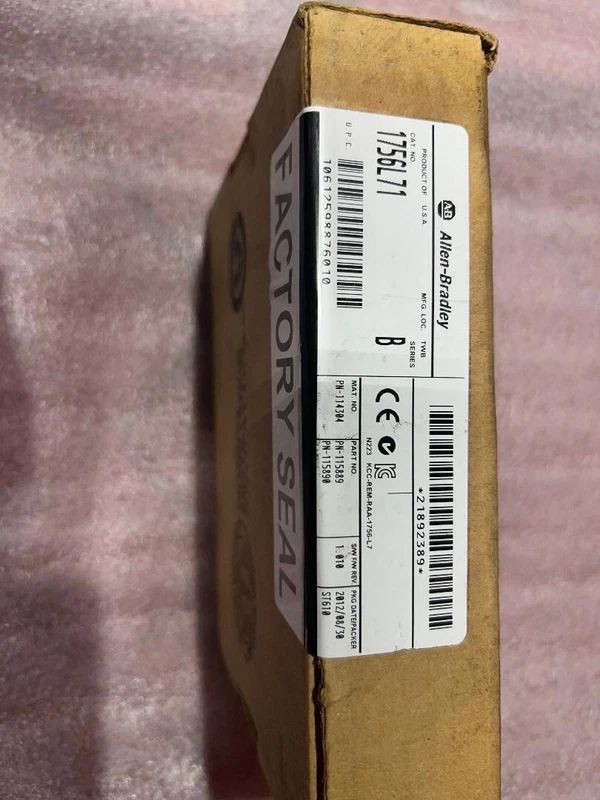 Allen-Bradley
AB
PRODUCT OF U.S.A.
MFG. LOC. TWB
CAT. NO.
SERIES
1756L71
B
U.P.C.
10612598876010
*21892389*
CE
N223
KCC-REM-RAA-1756-L7
MAT. NO.
PART NO.
S/W F/W REV.
PKG DATE/PACKER
PN-114304
PN-115889
1.010
2012/08/30
PN-115890
ST610
FACTORY SEAL